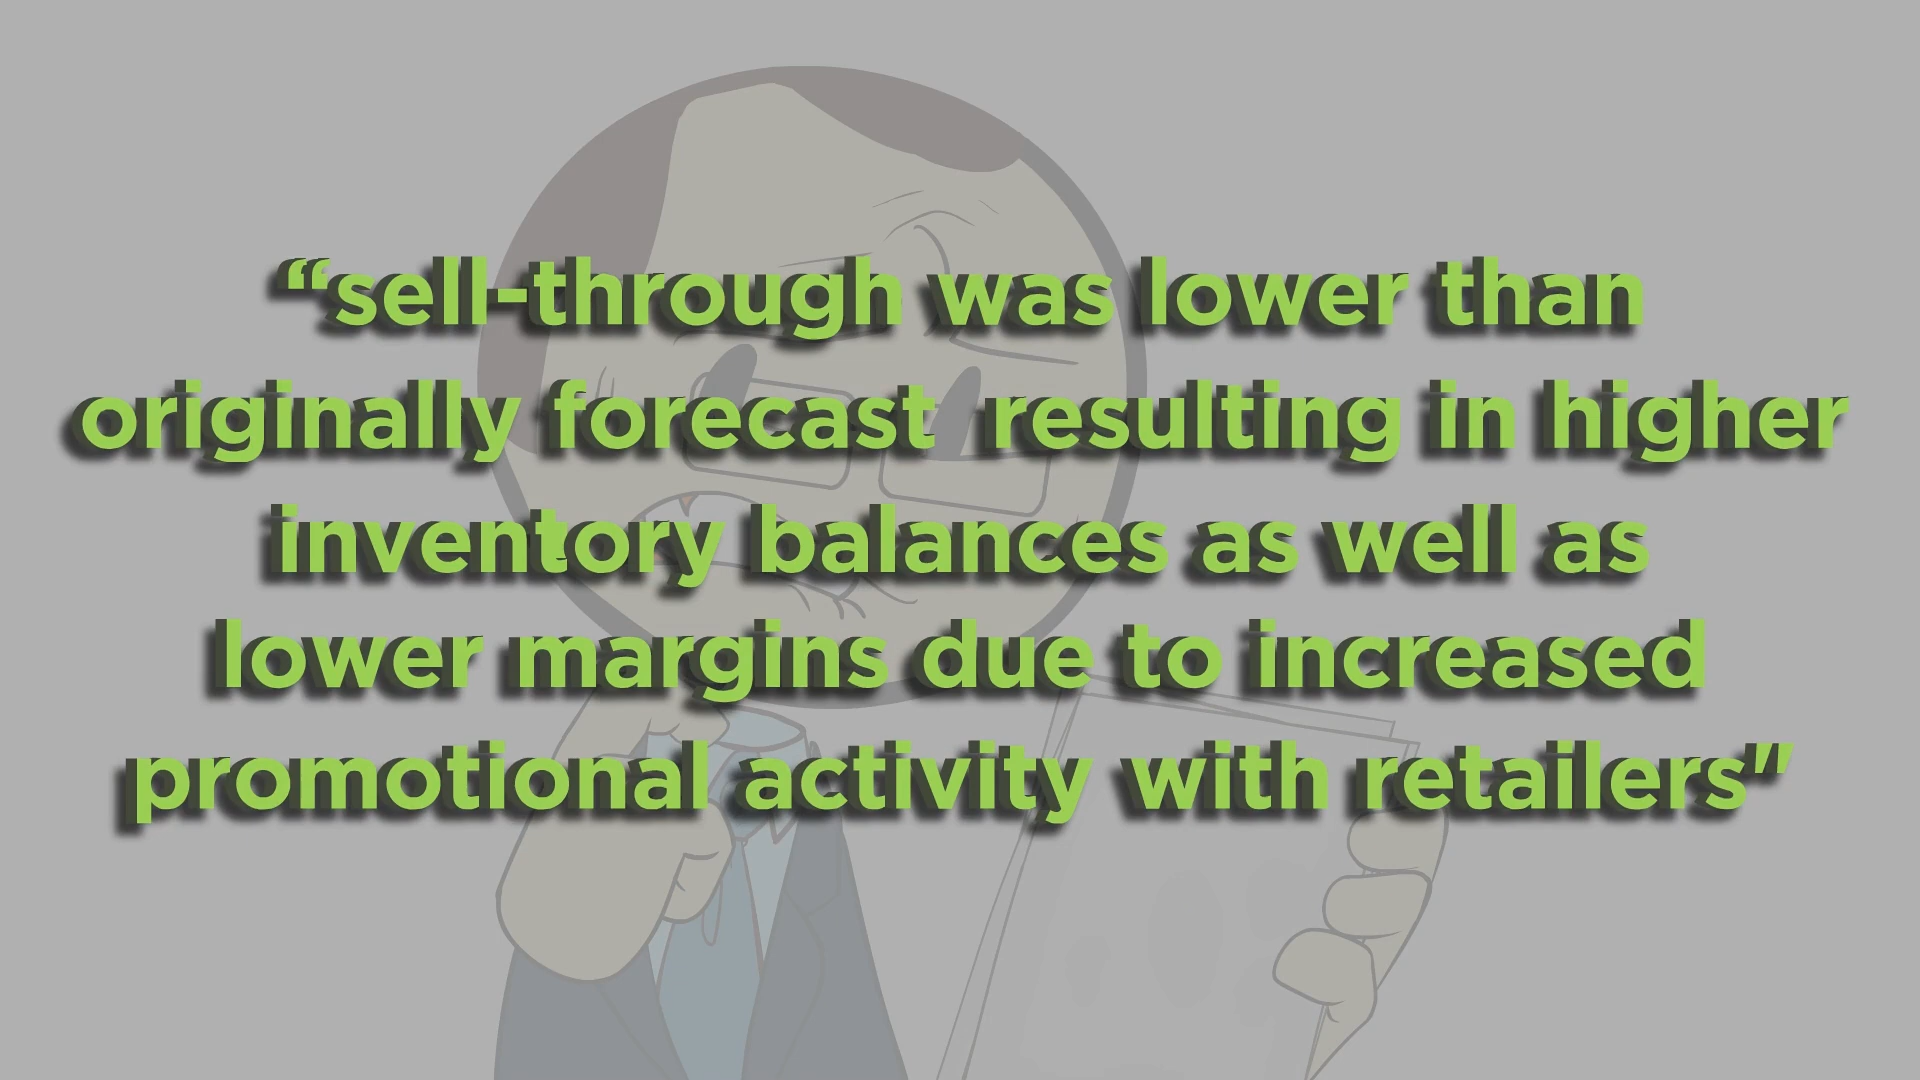 “sell-through was lower than
originally forecast  resulting in higher
inventory balances as well as
lower margins due to increased
promotional activity with retailers"